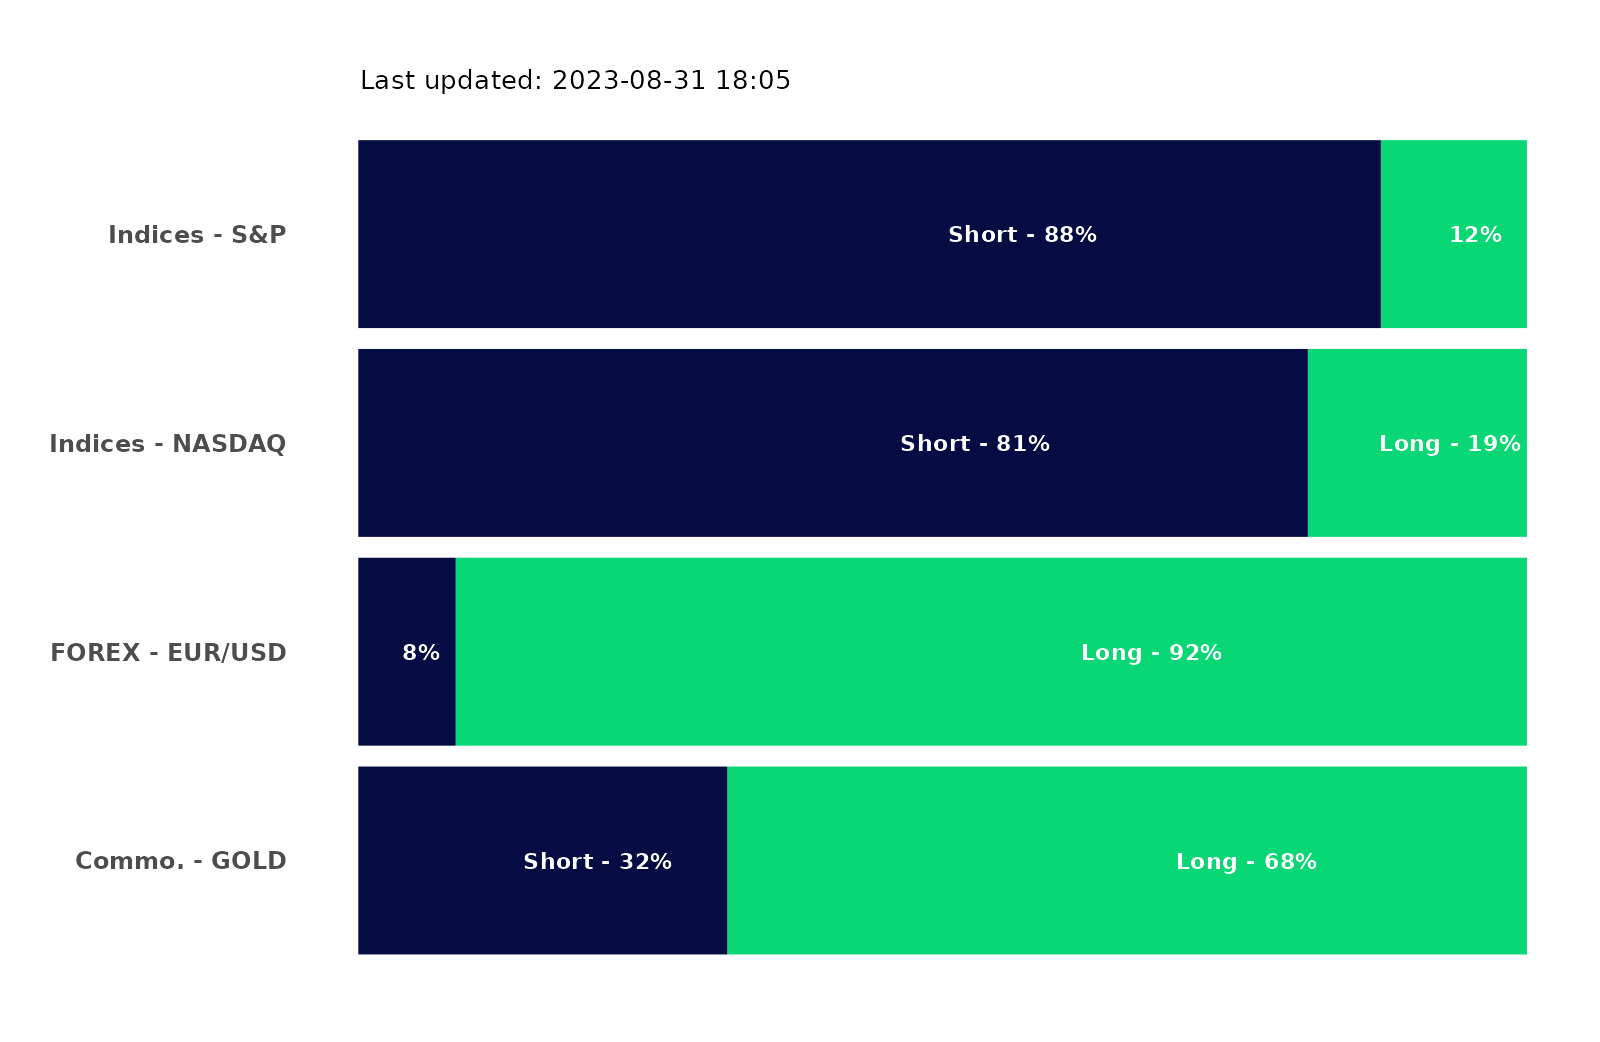 Last updated: 2023-08-31 18:05
Indices - S&P
Short - 88%
12%
Indices - NASDAQ
Short - 81%
Long - 19%
FOREX - EUR/USD
8%
Long - 92%
Commo. - GOLD
Short - 32%
Long - 68%